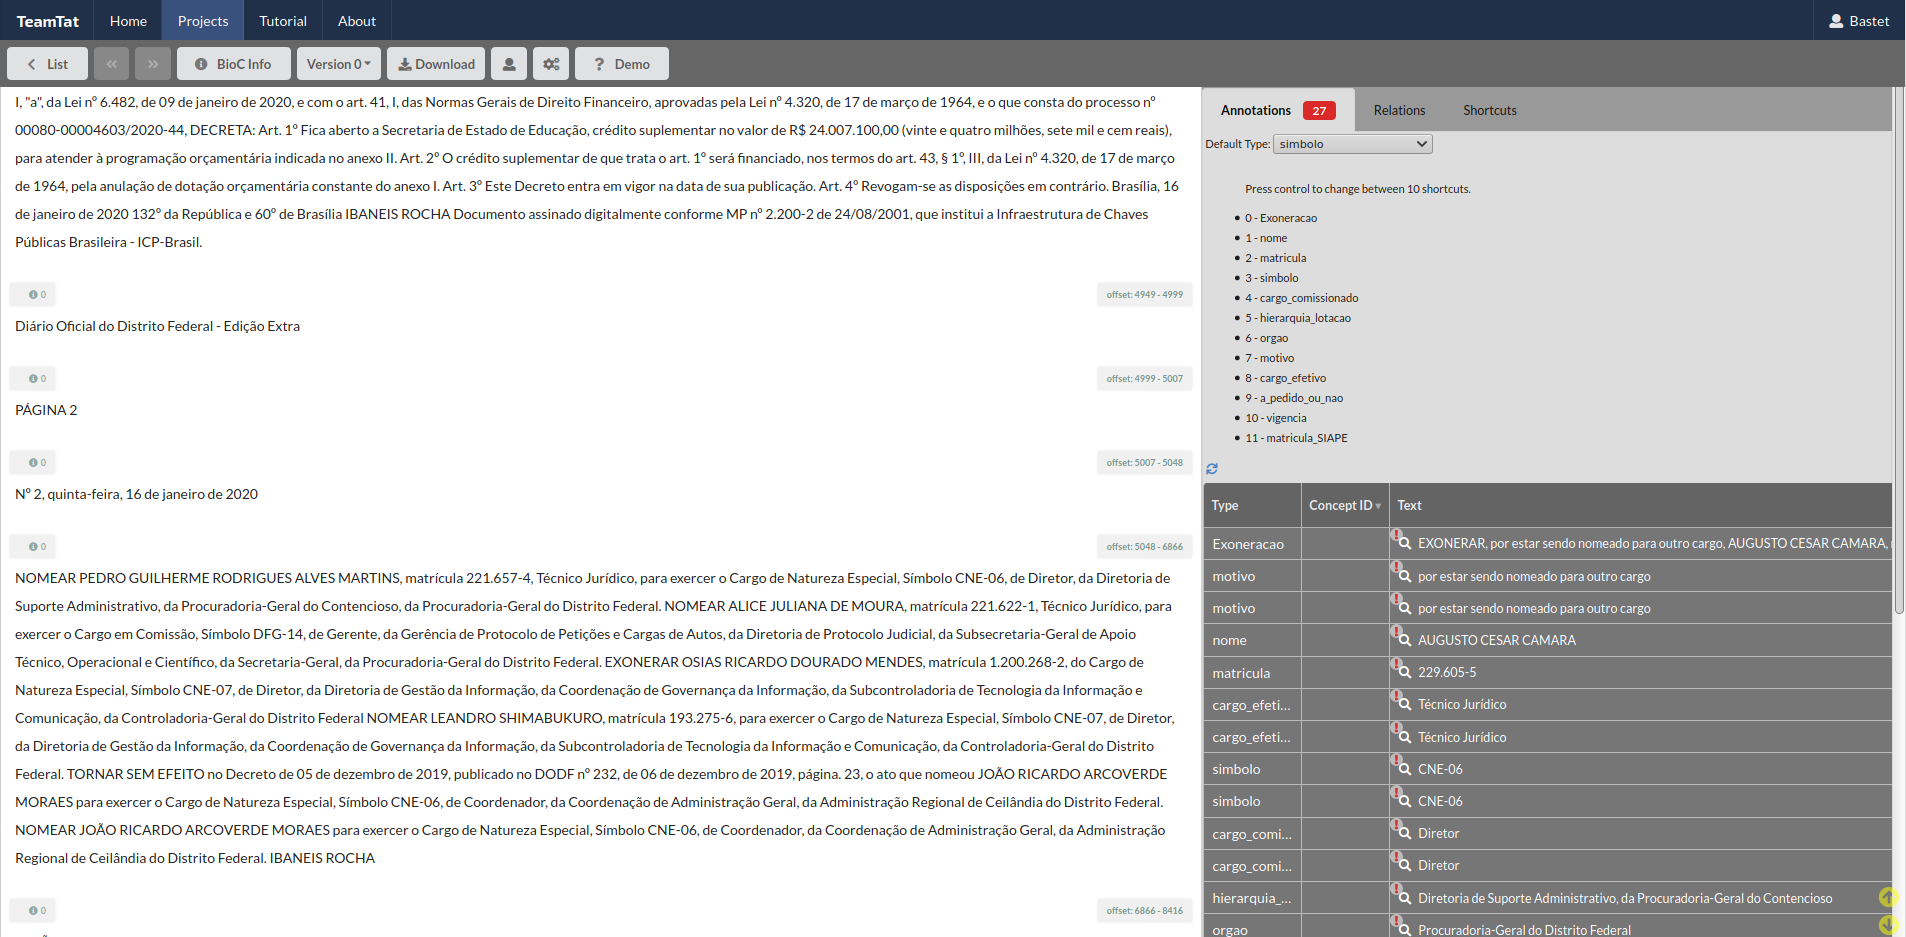 TeamTat Home Projects Tutorial About Bastet
List BioC Info Version 0 Download ? Demo
I, "a", da Lei nº 6.482, de 09 de janeiro de 2020, e com o art. 41, I, das Normas Gerais de Direito Financeiro, aprovadas pela Lei nº 4.320, de 17 de março de 1964, e o que consta do processo nº
00080-00004603/2020-44, DECRETA: Art. 1º Fica aberto a Secretaria de Estado de Educação, crédito suplementar no valor de R$ 24.007.100,00 (vinte e quatro milhões, sete mil e cem reais),
para atender à programação orçamentária indicada no anexo II. Art. 2º O crédito suplementar de que trata o art. 1º será financiado, nos termos do art. 43, § 1º, III, da Lei nº 4.320, de 17 de março
de 1964, pela anulação de dotação orçamentária constante do anexo I. Art. 3º Este Decreto entra em vigor na data de sua publicação. Art. 4º Revogam-se as disposições em contrário. Brasília, 16
de janeiro de 2020 132º da República e 60º de Brasília IBANEIS ROCHA Documento assinado digitalmente conforme MP nº 2.200-2 de 24/08/2001, que institui a Infraestrutura de Chaves
Públicas Brasileira - ICP-Brasil.
0 offset: 4949 - 4999
Diário Oficial do Distrito Federal - Edição Extra
0 offset: 4999 - 5007
PÁGINA 2
0 offset: 5007 - 5048
Nº 2, quinta-feira, 16 de janeiro de 2020
0 offset: 5048 - 6866
NOMEAR PEDRO GUILHERME RODRIGUES ALVES MARTINS, matrícula 221.657-4, Técnico Jurídico, para exercer o Cargo de Natureza Especial, Símbolo CNE-06, de Diretor, da Diretoria de
Suporte Administrativo, da Procuradoria-Geral do Contencioso, da Procuradoria-Geral do Distrito Federal. NOMEAR ALICE JULIANA DE MOURA, matrícula 221.622-1, Técnico Jurídico, para
exercer o Cargo em Comissão, Símbolo DFG-14, de Gerente, da Gerência de Protocolo de Petições e Cargas de Autos, da Diretoria de Protocolo Judicial, da Subsecretaria-Geral de Apoio
Técnico, Operacional e Científico, da Secretaria-Geral, da Procuradoria-Geral do Distrito Federal. EXONERAR OSIAS RICARDO DOURADO MENDES, matrícula 1.200.268-2, do Cargo de
Natureza Especial, Símbolo CNE-07, de Diretor, da Diretoria de Gestão da Informação, da Coordenação de Governança da Informação, da Subcontroladoria de Tecnologia da Informação e
Comunicação, da Controladoria-Geral do Distrito Federal NOMEAR LEANDRO SHIMABUKURO, matrícula 193.275-6, para exercer o Cargo de Natureza Especial, Símbolo CNE-07, de Diretor,
da Diretoria de Gestão da Informação, da Coordenação de Governança da Informação, da Subcontroladoria de Tecnologia da Informação e Comunicação, da Controladoria-Geral do Distrito
Federal. TORNAR SEM EFEITO no Decreto de 05 de dezembro de 2019, publicado no DODF nº 232, de 06 de dezembro de 2019, página. 23, o ato que nomeou JOÃO RICARDO ARCOVERDE
MORAES para exercer o Cargo de Natureza Especial, Símbolo CNE-06, de Coordenador, da Coordenação de Administração Geral, da Administração Regional de Ceilândia do Distrito Federal.
NOMEAR JOÃO RICARDO ARCOVERDE MORAES para exercer o Cargo de Natureza Especial, Símbolo CNE-06, de Coordenador, da Coordenação de Administração Geral, da Administração
Regional de Ceilândia do Distrito Federal. IBANEIS ROCHA
0 offset: 6866 - 8416
Annotations 27 Relations Shortcuts
Default Type: simbolo
Press control to change between 10 shortcuts.
0 - Exoneracao
1 - nome
2 - matricula
3 - simbolo
4 - cargo_comissionado
5 - hierarquia_lotacao
6 - orgao
7 - motivo
8 - cargo_efetivo
9 - a_pedido_ou_nao
10 - vigencia
11 - matricula_SIAPE
Type Concept ID Text
Exoneracao EXONERAR, por estar sendo nomeado para outro cargo, AUGUSTO CESAR CAMARA,
motivo por estar sendo nomeado para outro cargo
motivo por estar sendo nomeado para outro cargo
nome AUGUSTO CESAR CAMARA
matricula 229.605-5
cargo_efeti... Técnico Jurídico
cargo_efeti... Técnico Jurídico
simbolo CNE-06
simbolo CNE-06
cargo_comi... Diretor
cargo_comi... Diretor
hierarquia_... Diretoria de Suporte Administrativo, da Procuradoria-Geral do Contencioso
orgao Procuradoria-Geral do Distrito Federal